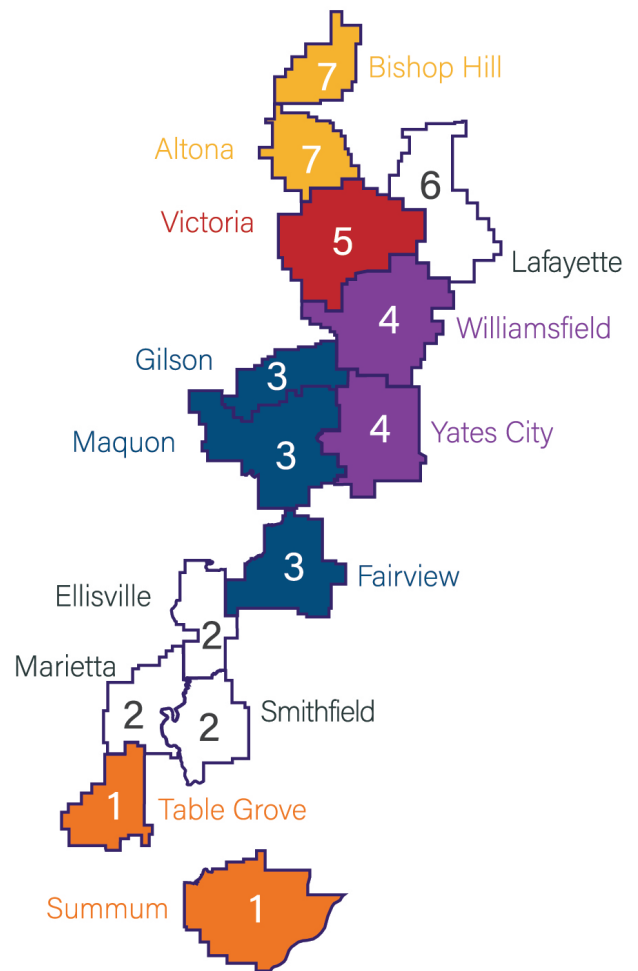 7 Bishop Hill
Altona 7
6
Victoria 5
Lafayette
4 Williamsfield
Gilson 3
Maquon 3 4 Yates City
3 Fairview
Ellisville
2
Marietta
2 2 Smithfield
1 Table Grove
Summum 1